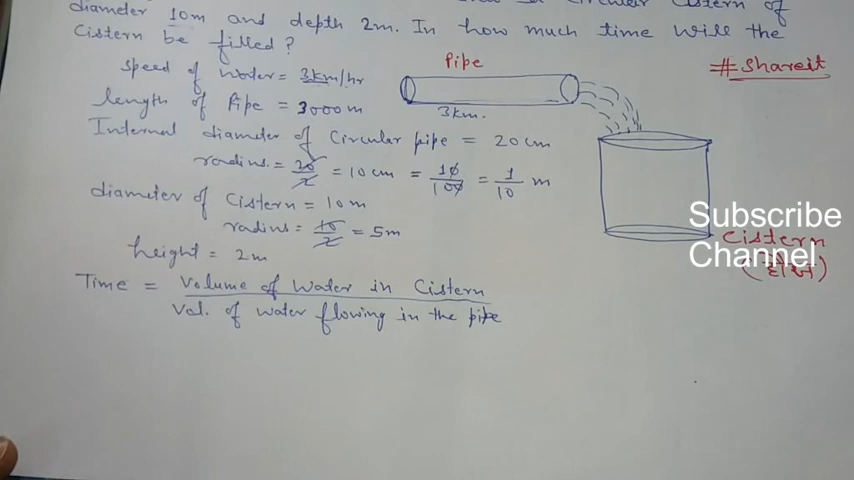 diameter 10m and depth 2m. In how much time will the
Cistern be filled?
#Shareit
Speed of Water = 3km/hr
Pipe
length of Pipe = 3000m
3km.
Internal diameter of Circular pipe = 20cm
radius = 20/2 = 10cm = 10/100 = 1/10 m
diameter of Cistern = 10m
radius = 10/2 = 5m
height = 2m
Cistern
Subscribe
Channel
Time = Volume of Water in Cistern
Vol. of water flowing in the pipe